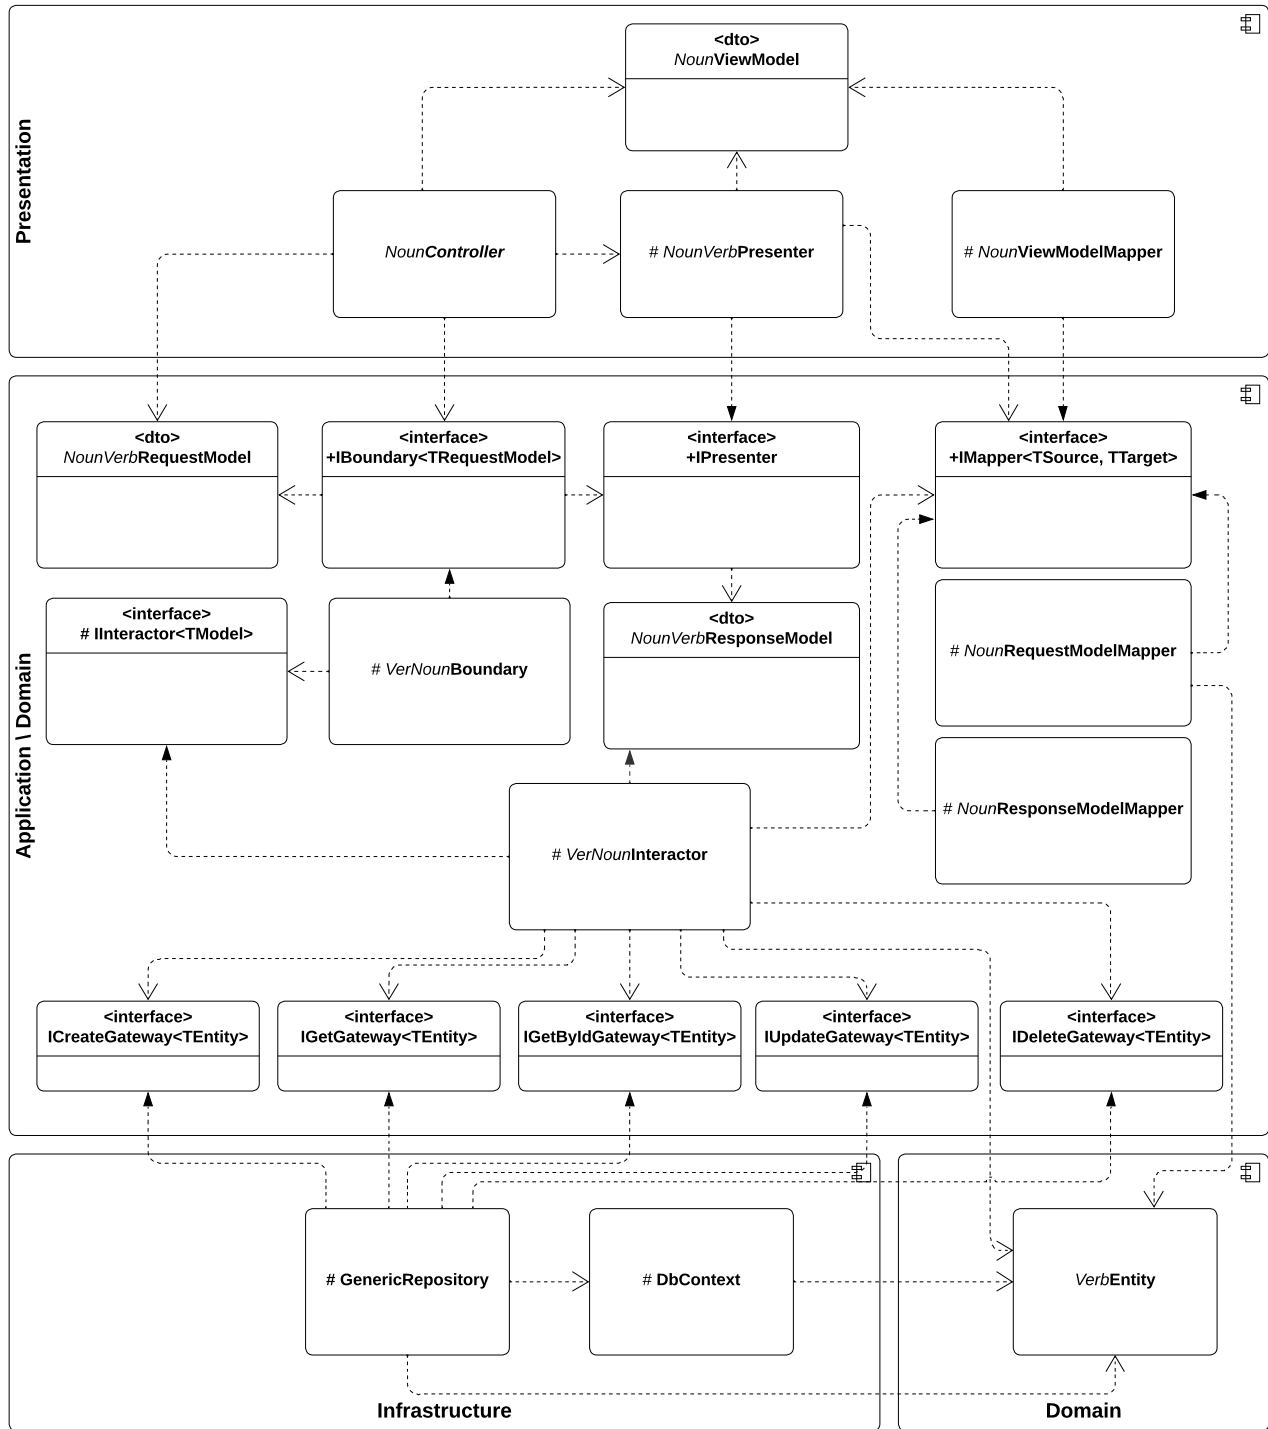 Presentation
<dto>
NounViewModel
NounController
# NounVerbPresenter
# NounViewModelMapper
Application \ Domain
<dto>
NounVerbRequestModel
<interface>
+IBoundary<TRequestModel>
<interface>
+IPresenter
<interface>
+IMapper<TSource, TTarget>
<interface>
# IInteractor<TModel>
# VerNounBoundary
<dto>
NounVerbResponseModel
# NounRequestModelMapper
# NounResponseModelMapper
# VerNounInteractor
<interface>
ICreateGateway<TEntity>
<interface>
IGetGateway<TEntity>
<interface>
IGetByIdGateway<TEntity>
<interface>
IUpdateGateway<TEntity>
<interface>
IDeleteGateway<TEntity>
# GenericRepository
# DbContext
VerbEntity
Infrastructure
Domain